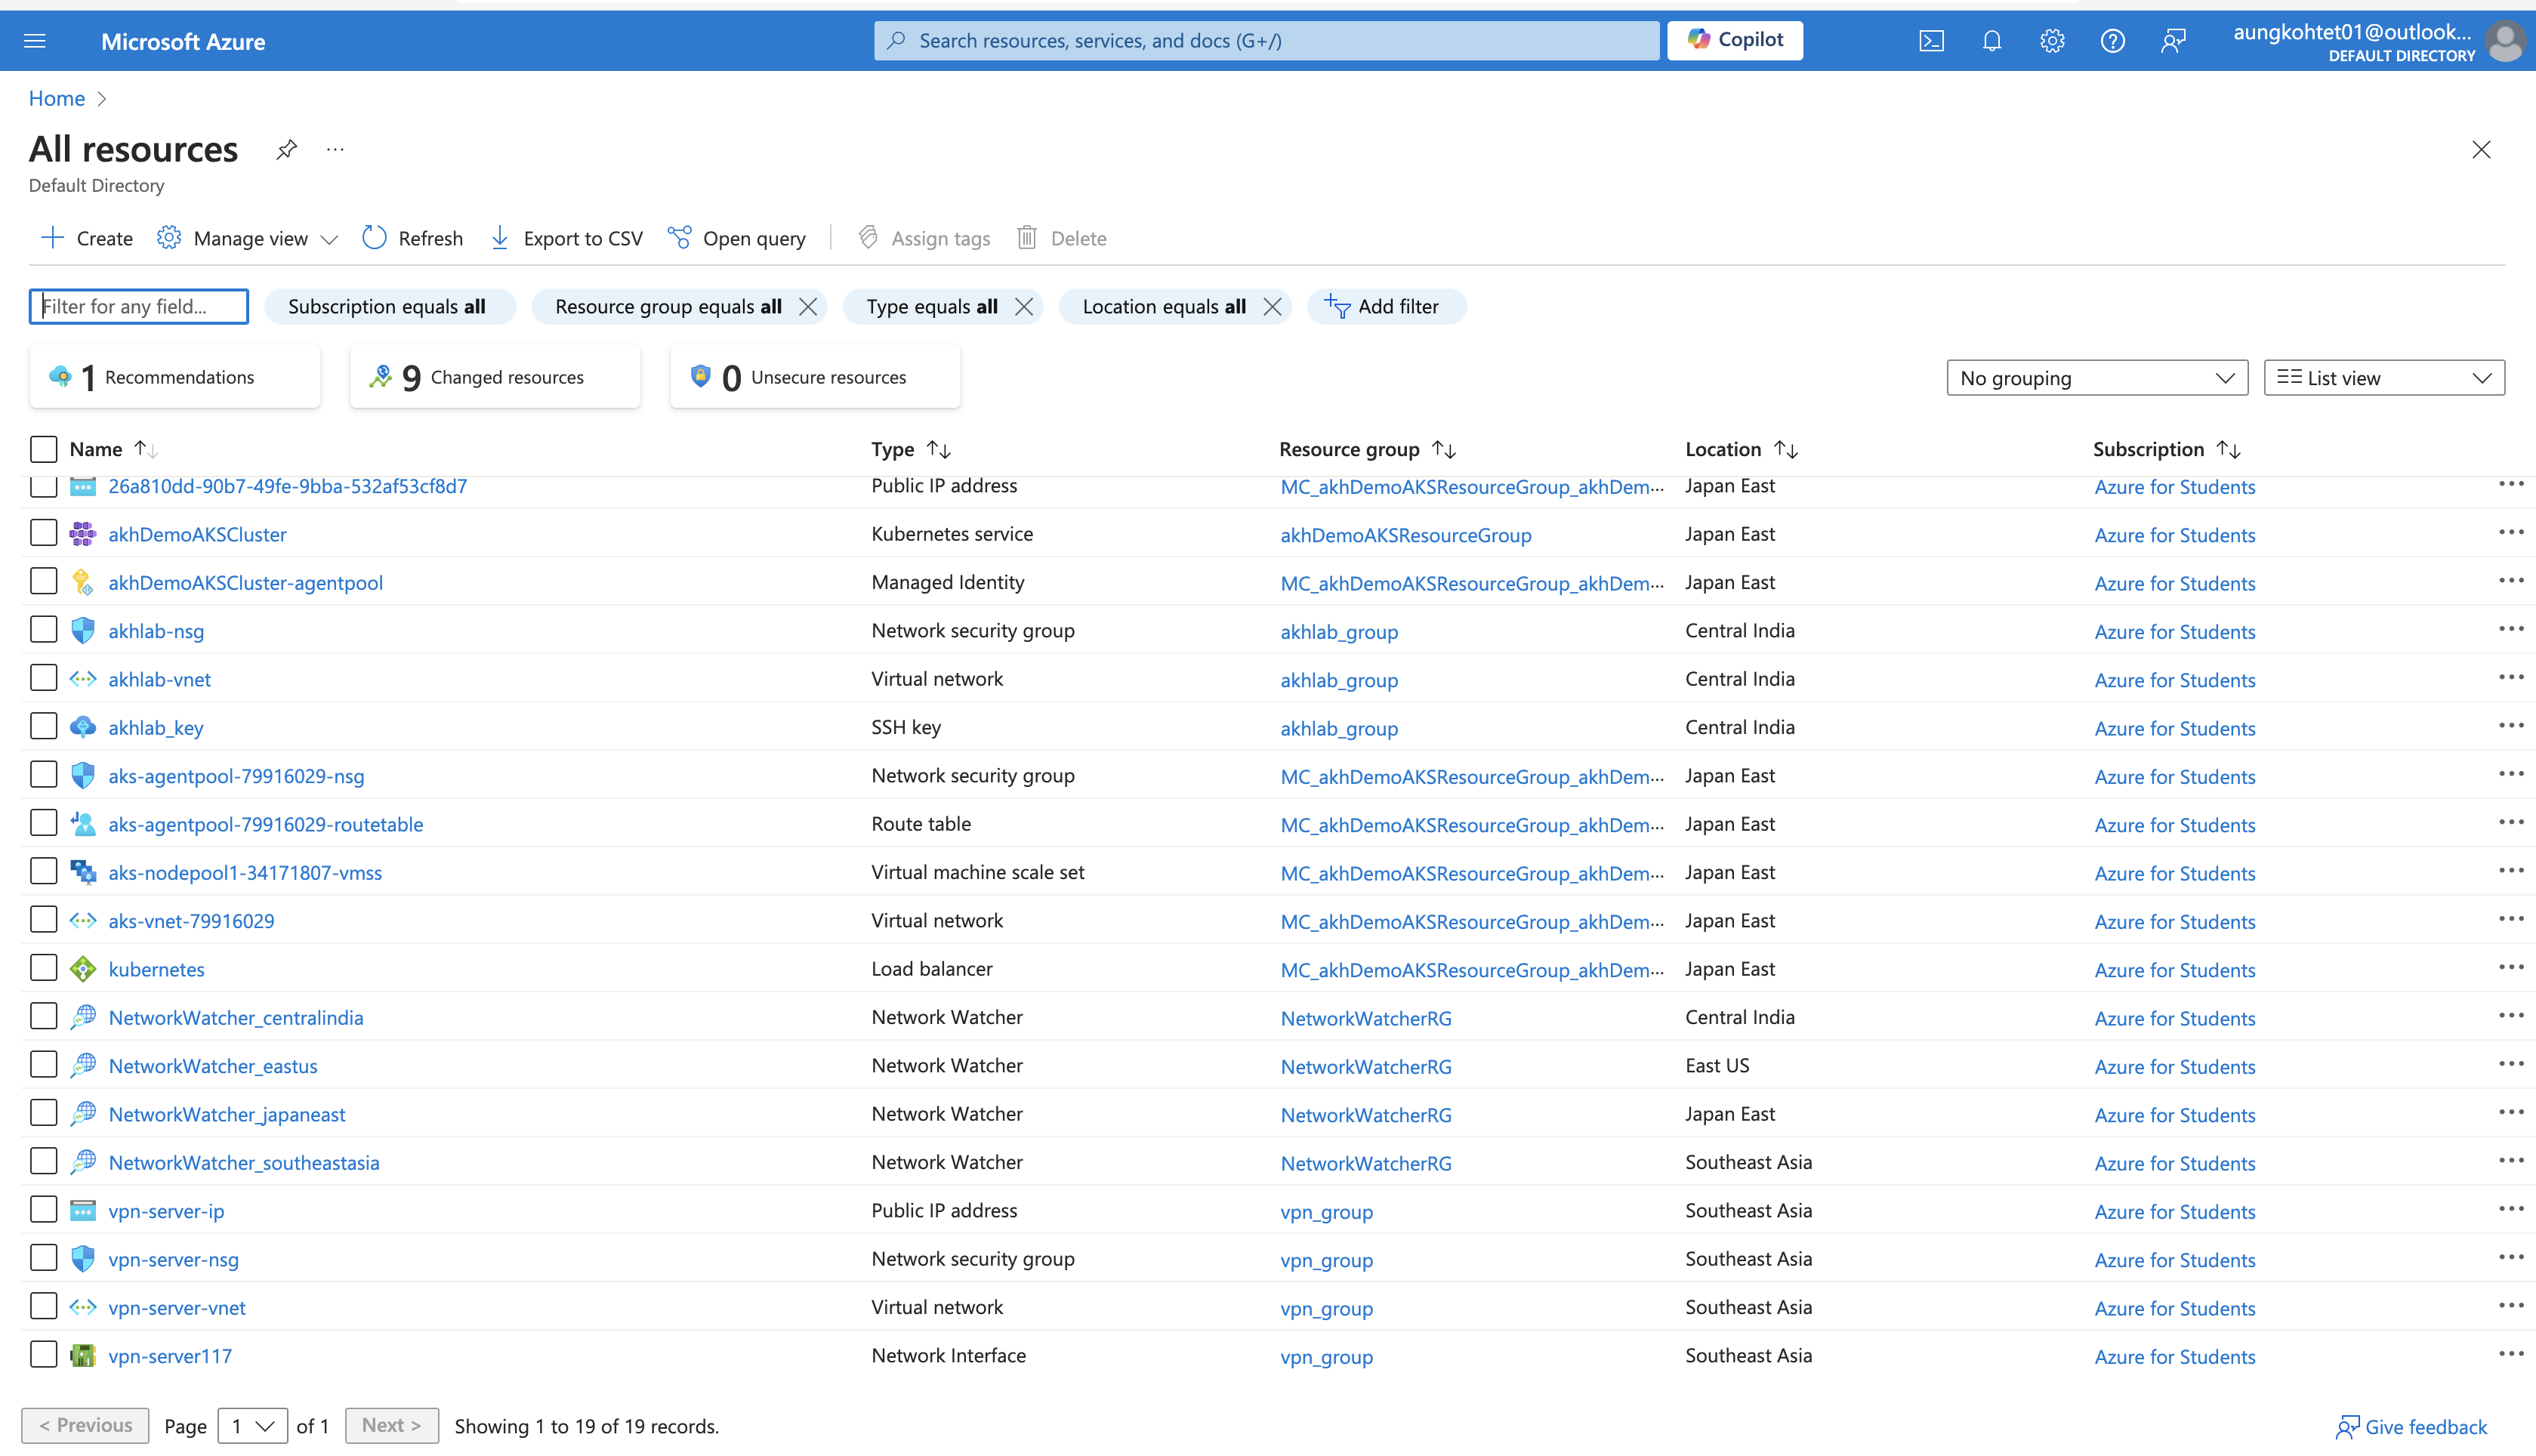 Microsoft Azure
Search resources, services, and docs (G+/)
Copilot
aungkohtet01@outlook...
DEFAULT DIRECTORY
Home
All resources
Default Directory
Create Manage view Refresh Export to CSV Open query Assign tags Delete
Filter for any field... Subscription equals all Resource group equals all Type equals all Location equals all Add filter
1 Recommendations 9 Changed resources 0 Unsecure resources No grouping List view
Name Type Resource group Location Subscription
26a810dd-90b7-49fe-9bba-532af53cf8d7 Public IP address MC_akhDemoAKSResourceGroup_akhDem... Japan East Azure for Students
akhDemoAKSCluster Kubernetes service akhDemoAKSResourceGroup Japan East Azure for Students
akhDemoAKSCluster-agentpool Managed Identity MC_akhDemoAKSResourceGroup_akhDem... Japan East Azure for Students
akhlab-nsg Network security group akhlab_group Central India Azure for Students
akhlab-vnet Virtual network akhlab_group Central India Azure for Students
akhlab_key SSH key akhlab_group Central India Azure for Students
aks-agentpool-79916029-nsg Network security group MC_akhDemoAKSResourceGroup_akhDem... Japan East Azure for Students
aks-agentpool-79916029-routetable Route table MC_akhDemoAKSResourceGroup_akhDem... Japan East Azure for Students
aks-nodepool1-34171807-vmss Virtual machine scale set MC_akhDemoAKSResourceGroup_akhDem... Japan East Azure for Students
aks-vnet-79916029 Virtual network MC_akhDemoAKSResourceGroup_akhDem... Japan East Azure for Students
kubernetes Load balancer MC_akhDemoAKSResourceGroup_akhDem... Japan East Azure for Students
NetworkWatcher_centralindia Network Watcher NetworkWatcherRG Central India Azure for Students
NetworkWatcher_eastus Network Watcher NetworkWatcherRG East US Azure for Students
NetworkWatcher_japaneast Network Watcher NetworkWatcherRG Japan East Azure for Students
NetworkWatcher_southeastasia Network Watcher NetworkWatcherRG Southeast Asia Azure for Students
vpn-server-ip Public IP address vpn_group Southeast Asia Azure for Students
vpn-server-nsg Network security group vpn_group Southeast Asia Azure for Students
vpn-server-vnet Virtual network vpn_group Southeast Asia Azure for Students
vpn-server117 Network Interface vpn_group Southeast Asia Azure for Students
< Previous Page 1 of 1 Next > Showing 1 to 19 of 19 records. Give feedback